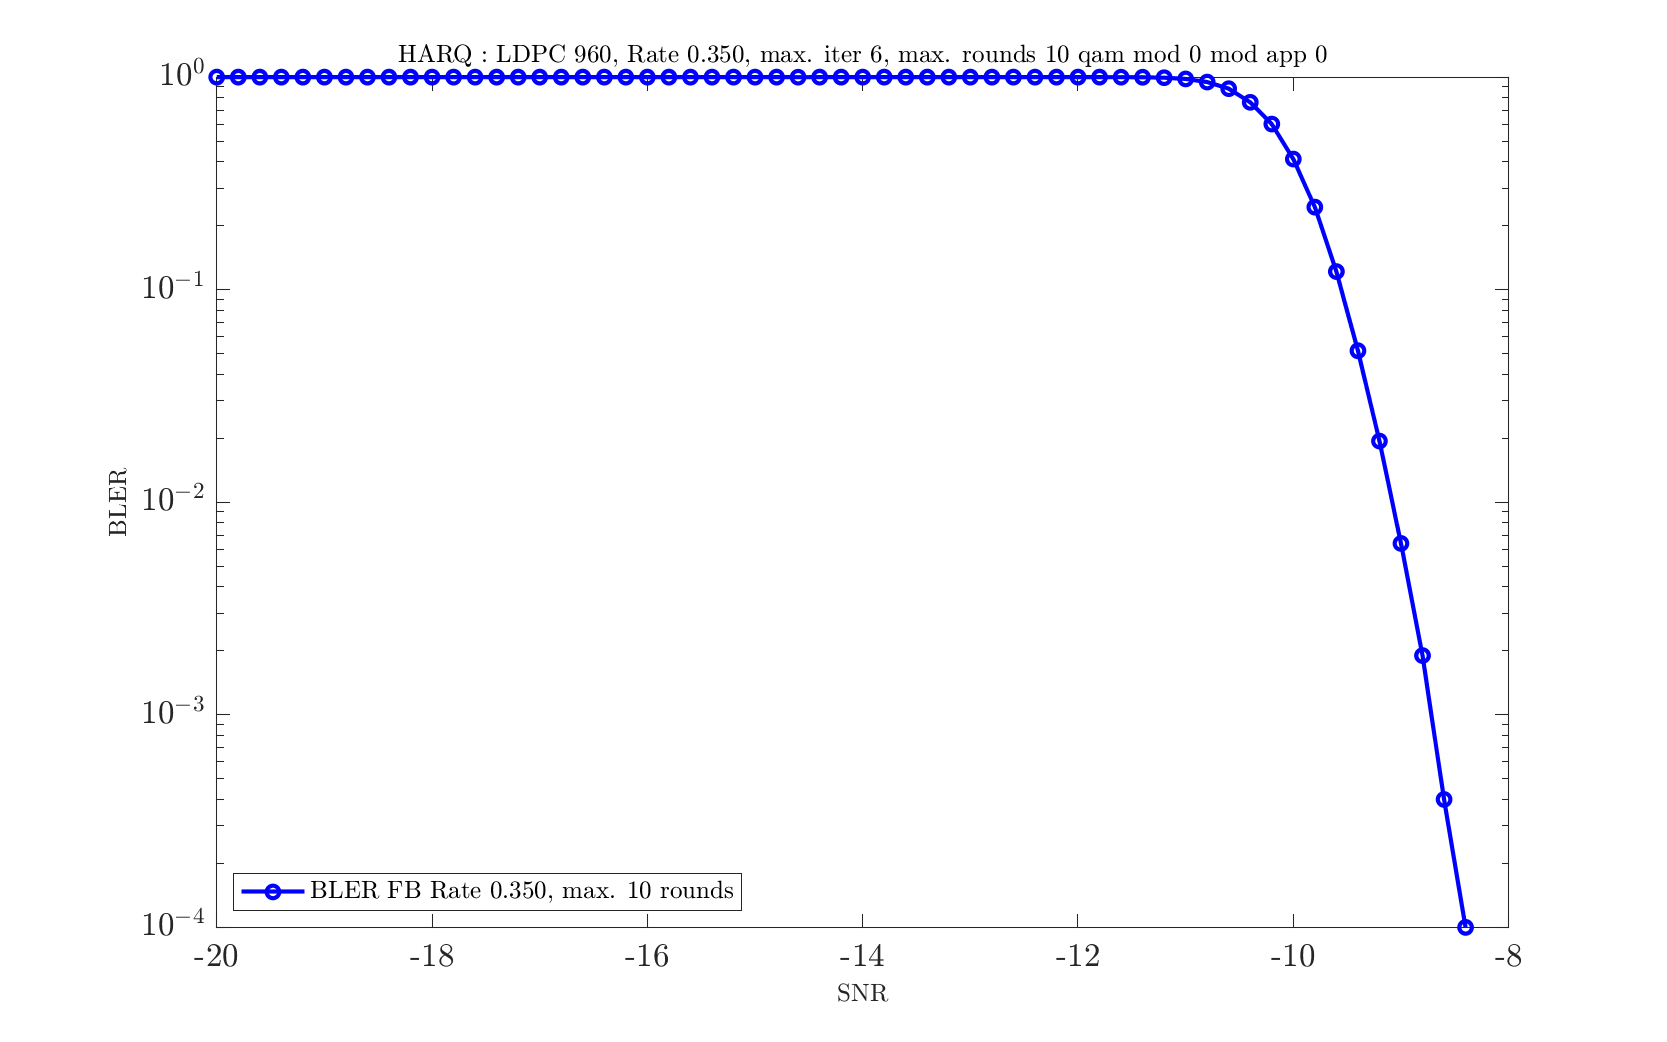 HARQ : LDPC 960, Rate 0.350, max. iter 6, max. rounds 10 qam mod 0 mod app 0
10^0
10^-1
10^-2
10^-3
10^-4
BLER
BLER FB Rate 0.350, max. 10 rounds
-20 -18 -16 -14 -12 -10 -8
SNR